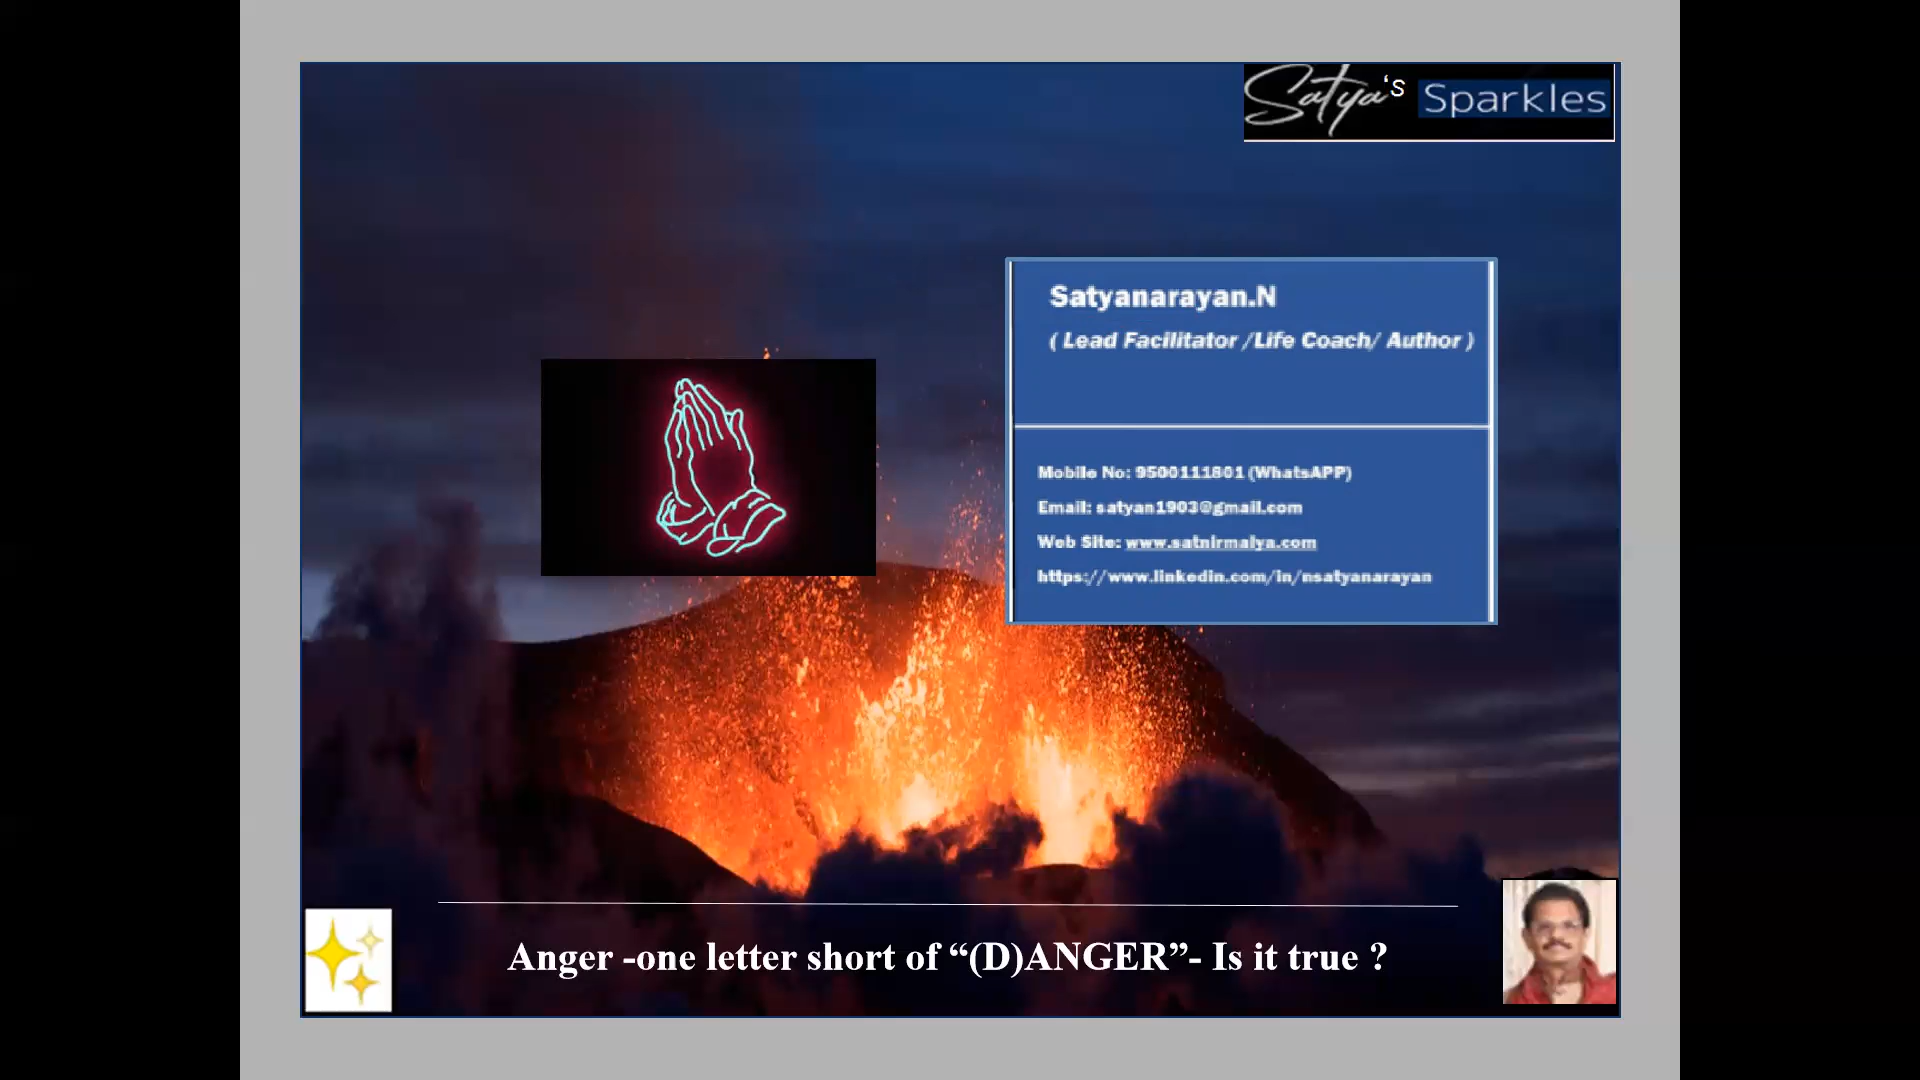 Satya's Sparkles
Satyanarayan.N
( Lead Facilitator /Life Coach/ Author )
Mobile No: 9500111801 (WhatsAPP)
Email: satyan1903@gmail.com
Web Site: www.satnirmalya.com
https://www.linkedin.com/in/nsatyanarayan
Anger -one letter short of “(D)ANGER”- Is it true ?